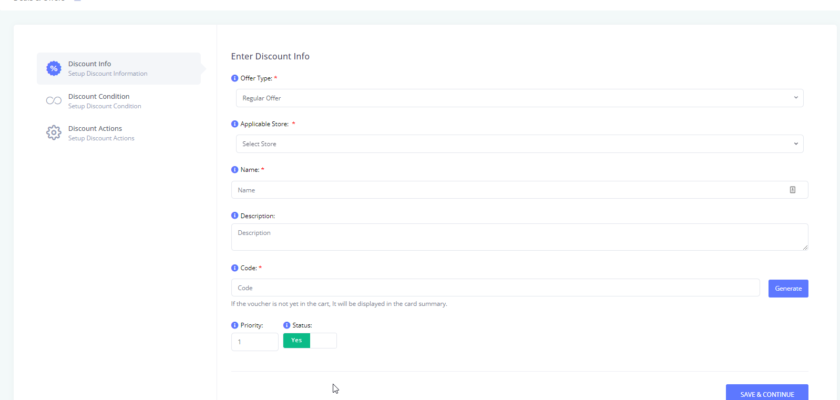 Discount Info
Setup Discount Information
Discount Condition
Setup Discount Condition
Discount Actions
Setup Discount Actions
Enter Discount Info
Offer Type: *
Regular Offer
Applicable Store: *
Select Store
Name: *
Name
Description:
Description
Code: *
Code
Generate
If the voucher is not yet in the cart, it will be displayed in the card summary.
Priority:
Status:
1
Yes
SAVE & CONTINUE